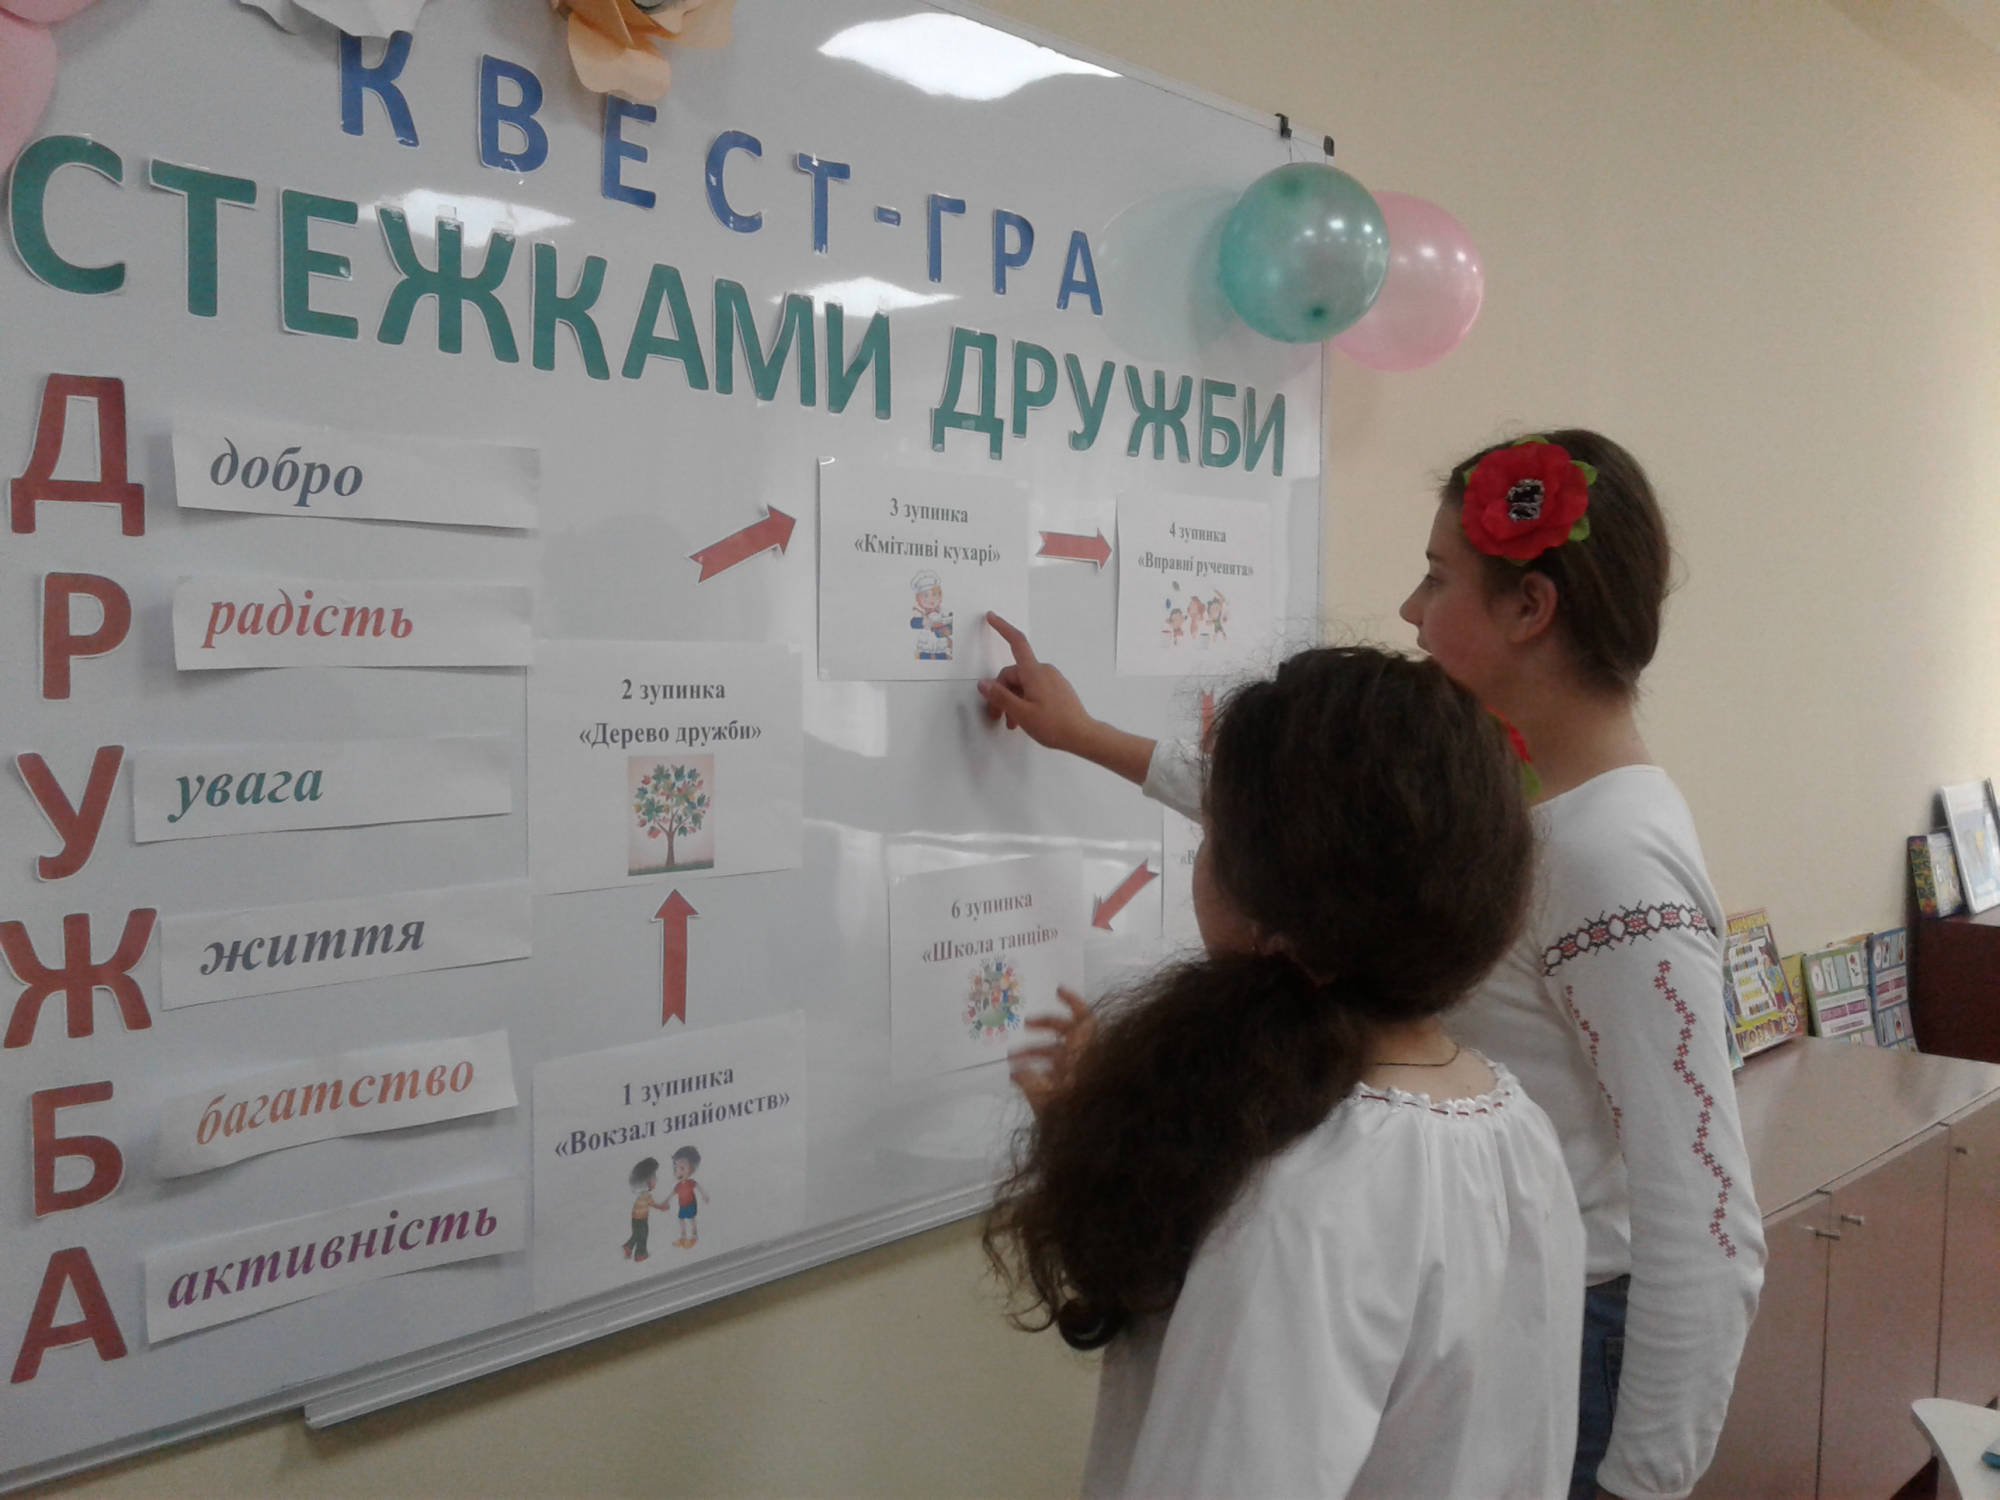 КВЕСТ-ГРА
СТЕЖКАМИ ДРУЖБИ
ДРУЖБА
добро
радість
увага
життя
багатство
активність
1 зупинка
«Вокзал знайомств»
2 зупинка
«Дерево дружби»
3 зупинка
«Кмітливі кухарі»
4 зупинка
«Вправні рученята»
6 зупинка
«Школа танців»